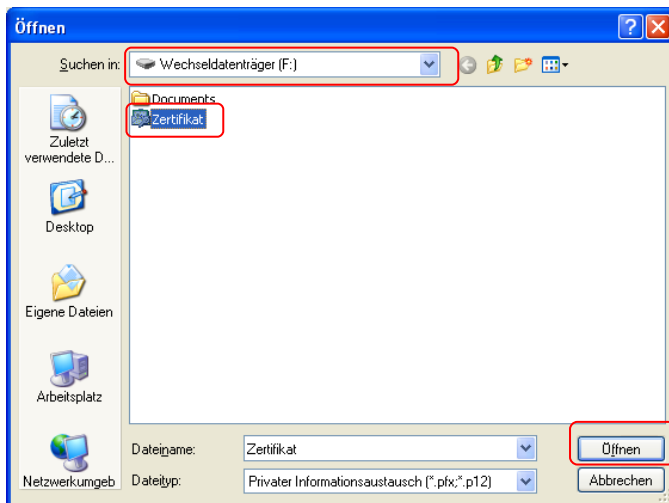 Öffnen
Suchen in: Wechseldatenträger (F:)
Documents
Zertifikat
Zuletzt
verwendete D...
Desktop
Eigene Dateien
Arbeitsplatz
Netzwerkumgeb
Dateiname: Zertifikat Öffnen
Dateityp: Privater Informationsaustausch (*.pfx;*.p12) Abbrechen